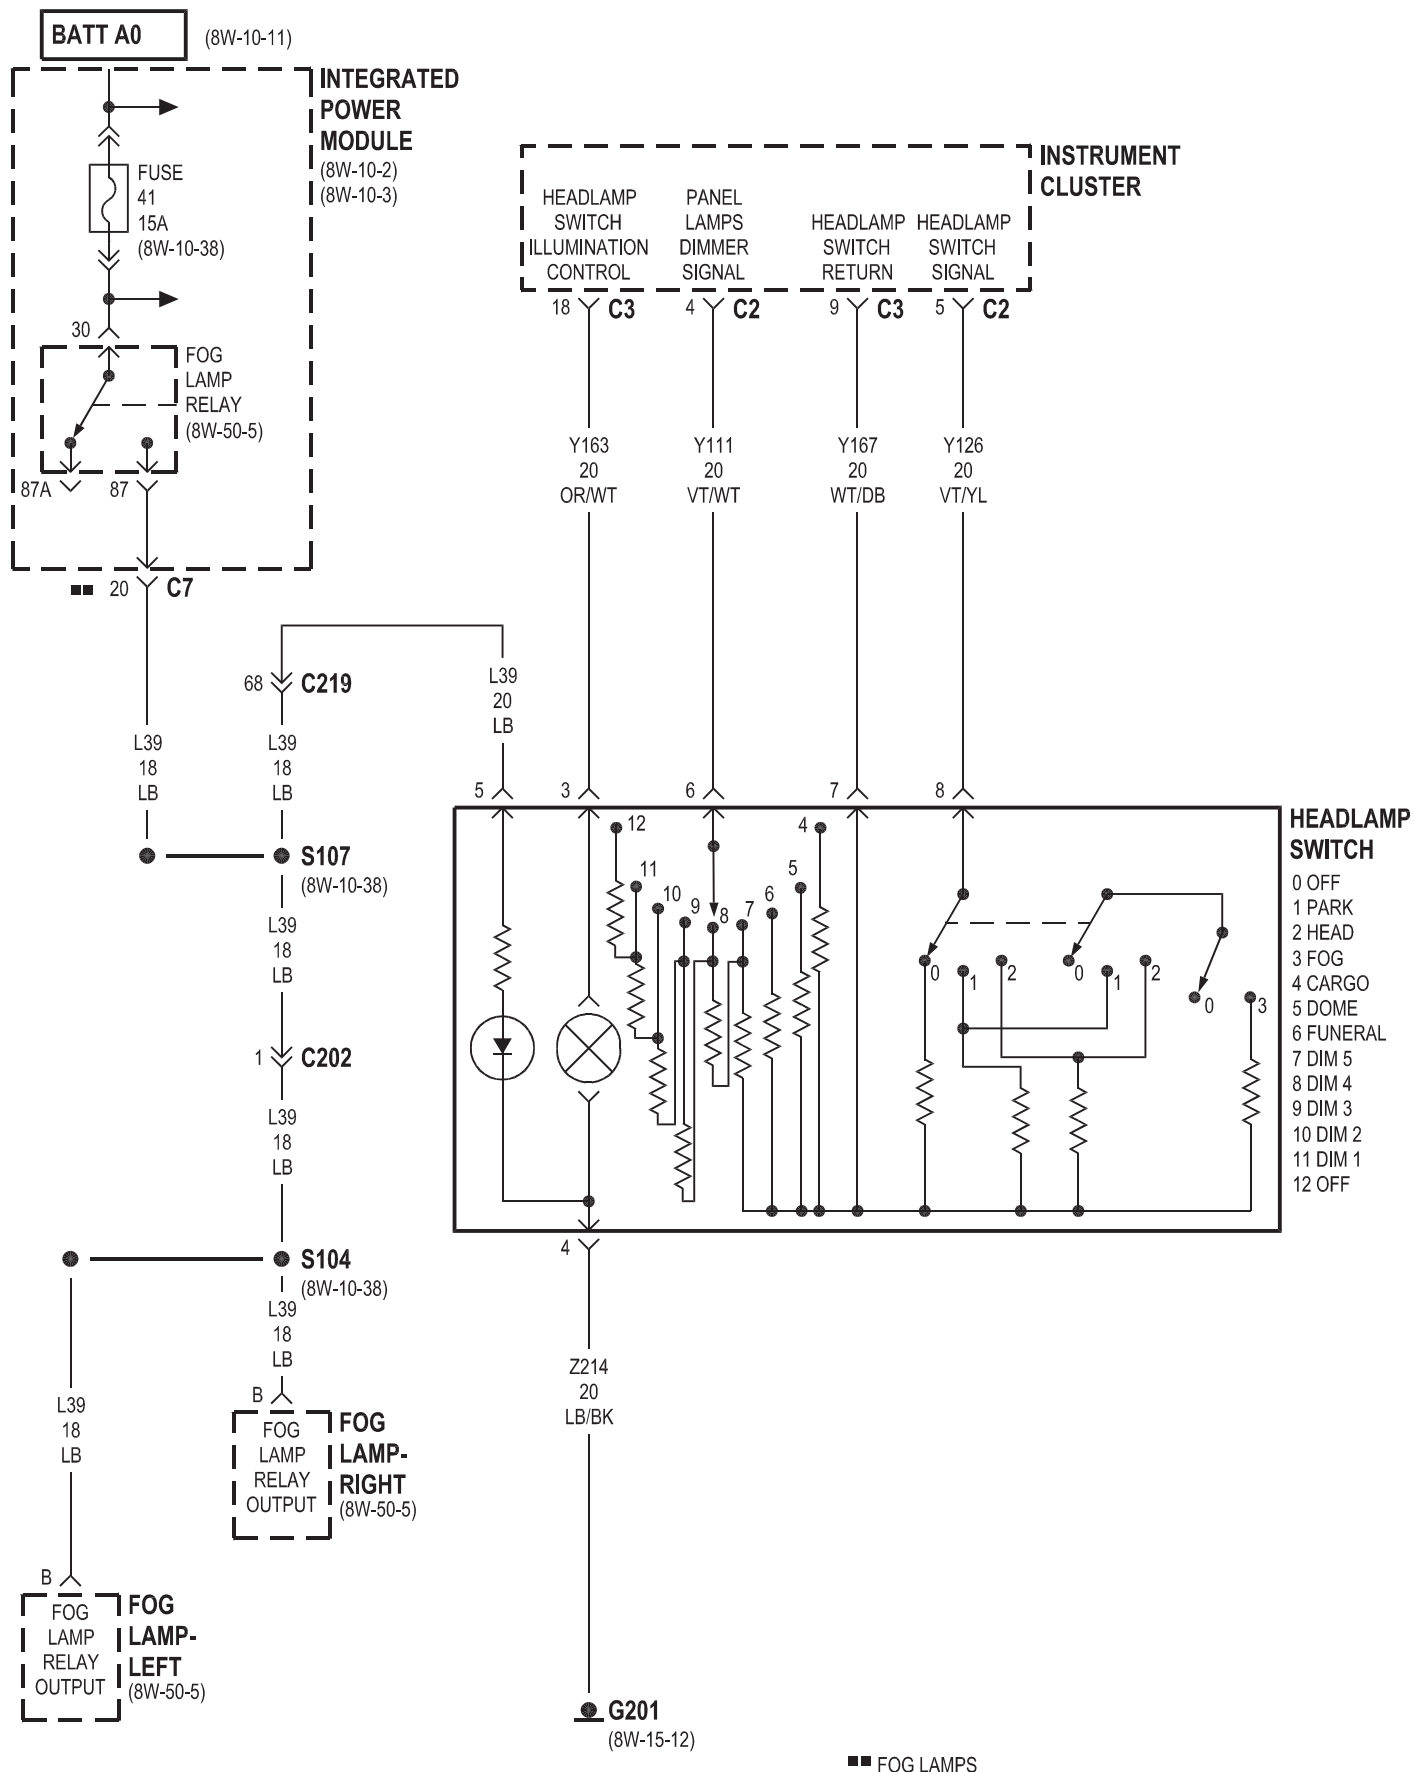 BATT A0
(8W-10-11)
INTEGRATED
POWER
MODULE
(8W-10-2)
(8W-10-3)
FUSE
41
15A
(8W-10-38)
30
FOG
LAMP
RELAY
(8W-50-5)
87A
87
20
C7
INSTRUMENT
CLUSTER
HEADLAMP
SWITCH
ILLUMINATION
CONTROL
PANEL
LAMPS
DIMMER
SIGNAL
HEADLAMP
SWITCH
RETURN
HEADLAMP
SWITCH
SIGNAL
18
C3
4
C2
9
C3
5
C2
Y163
20
OR/WT
Y111
20
VT/WT
Y167
20
WT/DB
Y126
20
VT/YL
68
C219
L39
20
LB
L39
18
LB
L39
18
LB
5
3
6
7
8
S107
(8W-10-38)
L39
18
LB
1
C202
L39
18
LB
S104
(8W-10-38)
L39
18
LB
B
FOG
LAMP
RELAY
OUTPUT
FOG
LAMP-
RIGHT
(8W-50-5)
L39
18
LB
B
FOG
LAMP
RELAY
OUTPUT
FOG
LAMP-
LEFT
(8W-50-5)
12
11
10
9
8
7
6
5
4
0
1
2
0
1
2
0
3
HEADLAMP
SWITCH
0 OFF
1 PARK
2 HEAD
3 FOG
4 CARGO
5 DOME
6 FUNERAL
7 DIM 5
8 DIM 4
9 DIM 3
10 DIM 2
11 DIM 1
12 OFF
4
Z214
20
LB/BK
G201
(8W-15-12)
FOG LAMPS